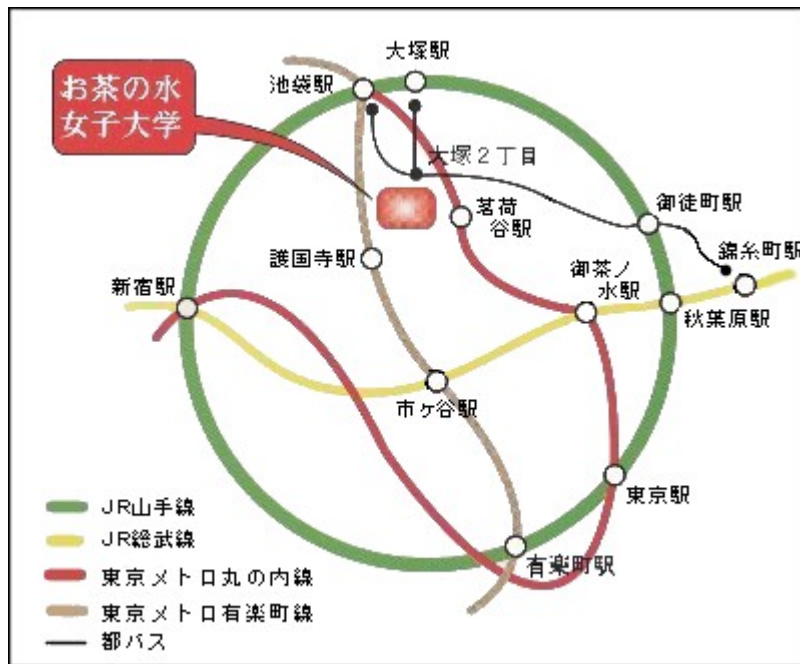 大塚駅
池袋駅
お茶の水
女子大学
大塚２丁目
茗荷
谷駅
御徒町駅
護国寺駅
錦糸町駅
御茶ノ
水駅
新宿駅
秋葉原駅
市ヶ谷駅
東京駅
有楽町駅
JR山手線
JR総武線
東京メトロ丸の内線
東京メトロ有楽町線
都バス